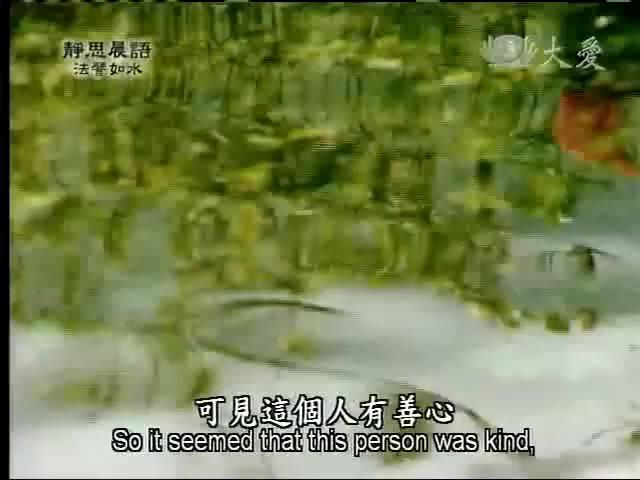 靜思晨語
法譬如水
大愛
可見這個人有善心
So it seemed that this person was kind,